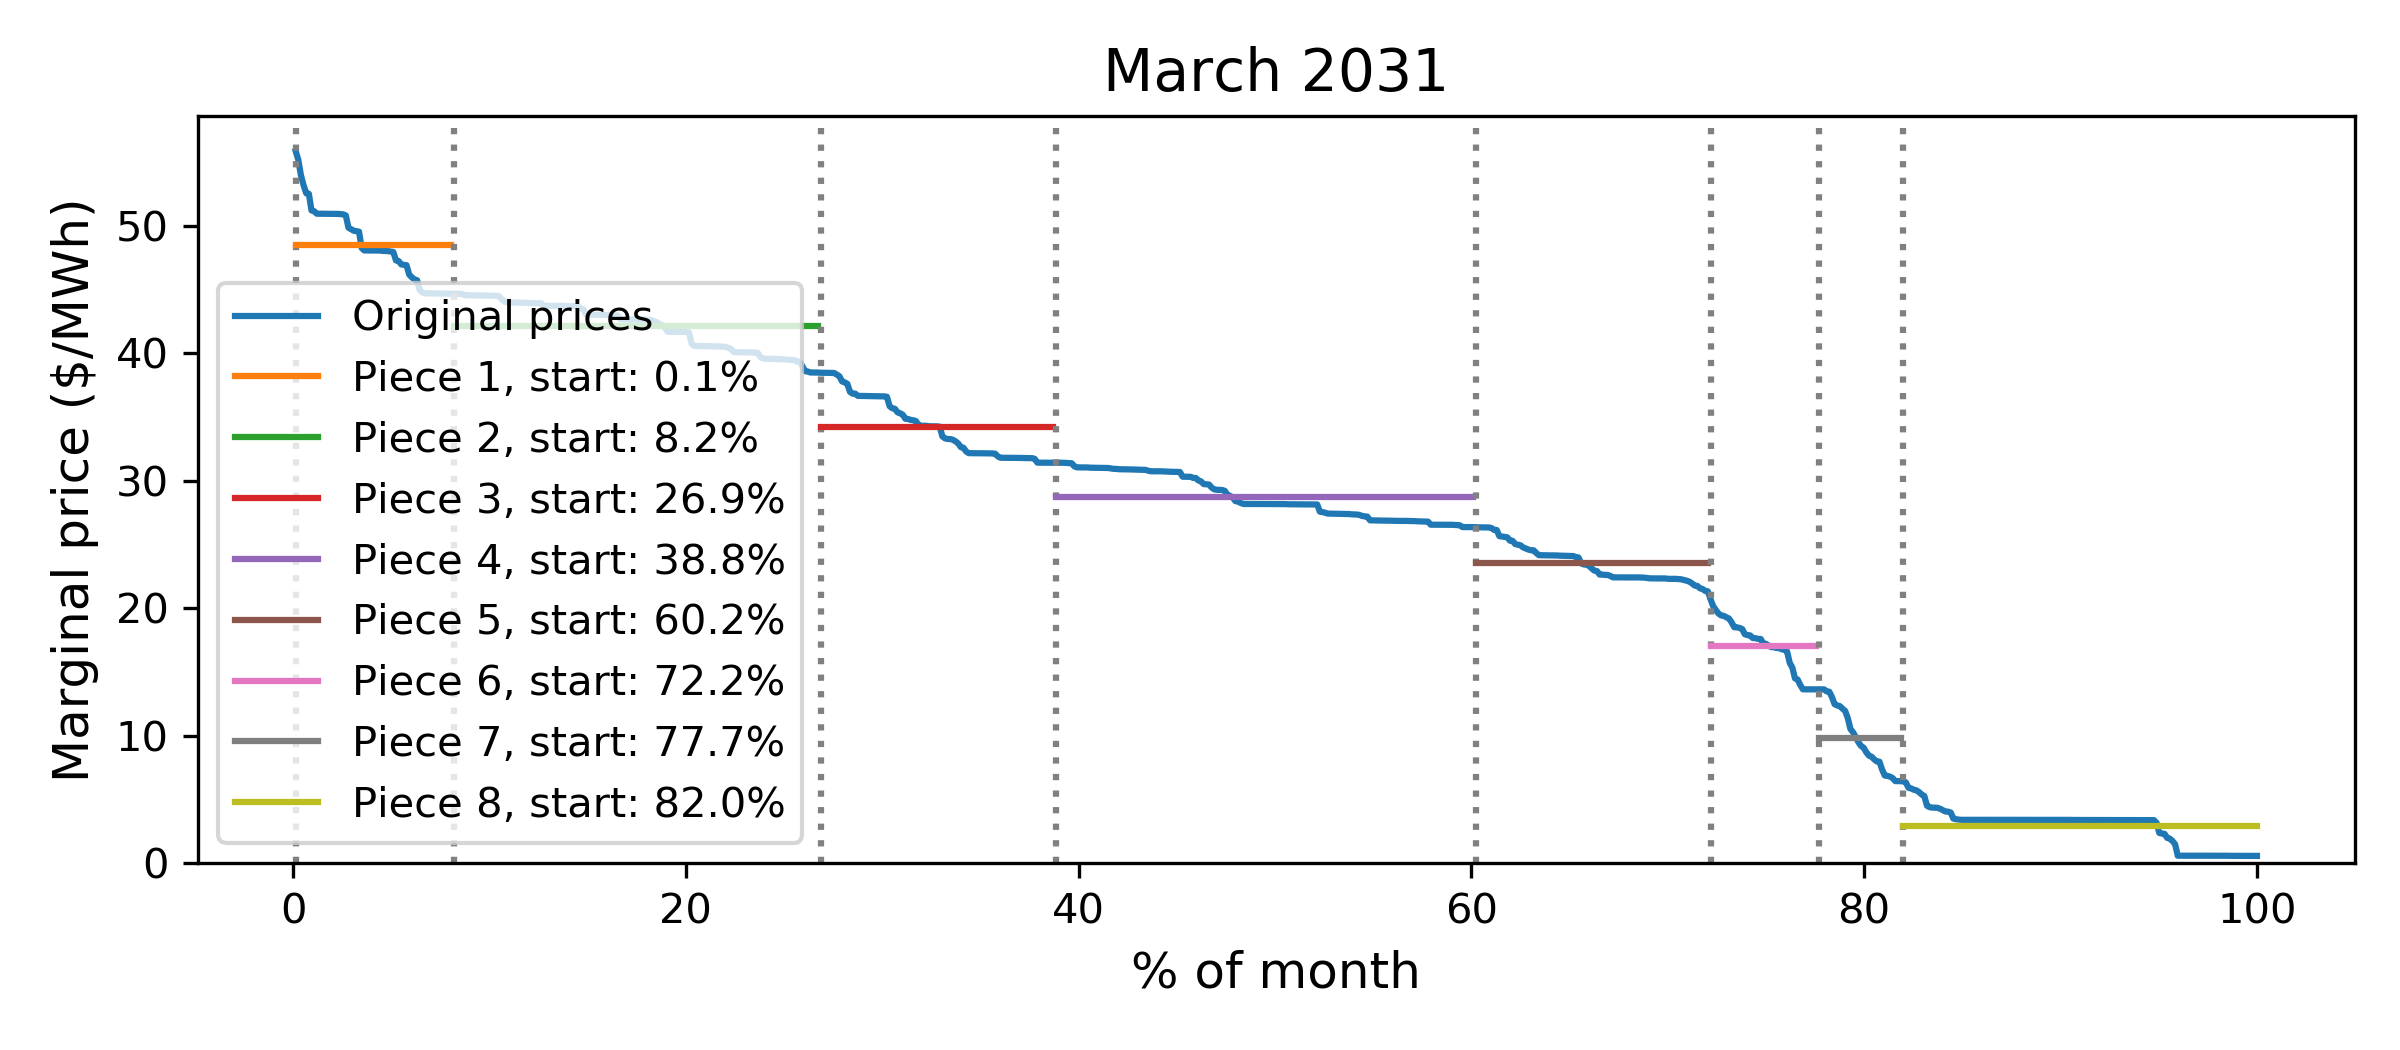 March 2031
Marginal price ($/MWh)
50
40
30
20
10
0
Original prices
Piece 1, start: 0.1%
Piece 2, start: 8.2%
Piece 3, start: 26.9%
Piece 4, start: 38.8%
Piece 5, start: 60.2%
Piece 6, start: 72.2%
Piece 7, start: 77.7%
Piece 8, start: 82.0%
0 20 40 60 80 100
% of month